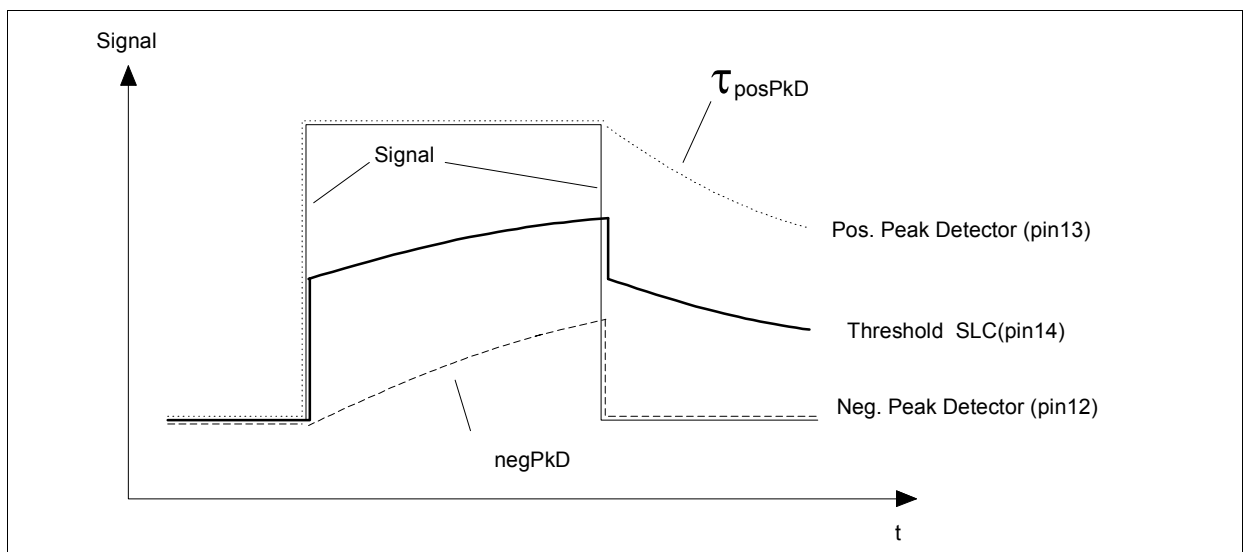 Signal
τposPkD
Signal
Pos. Peak Detector (pin13)
Threshold SLC(pin14)
Neg. Peak Detector (pin12)
negPkD
t